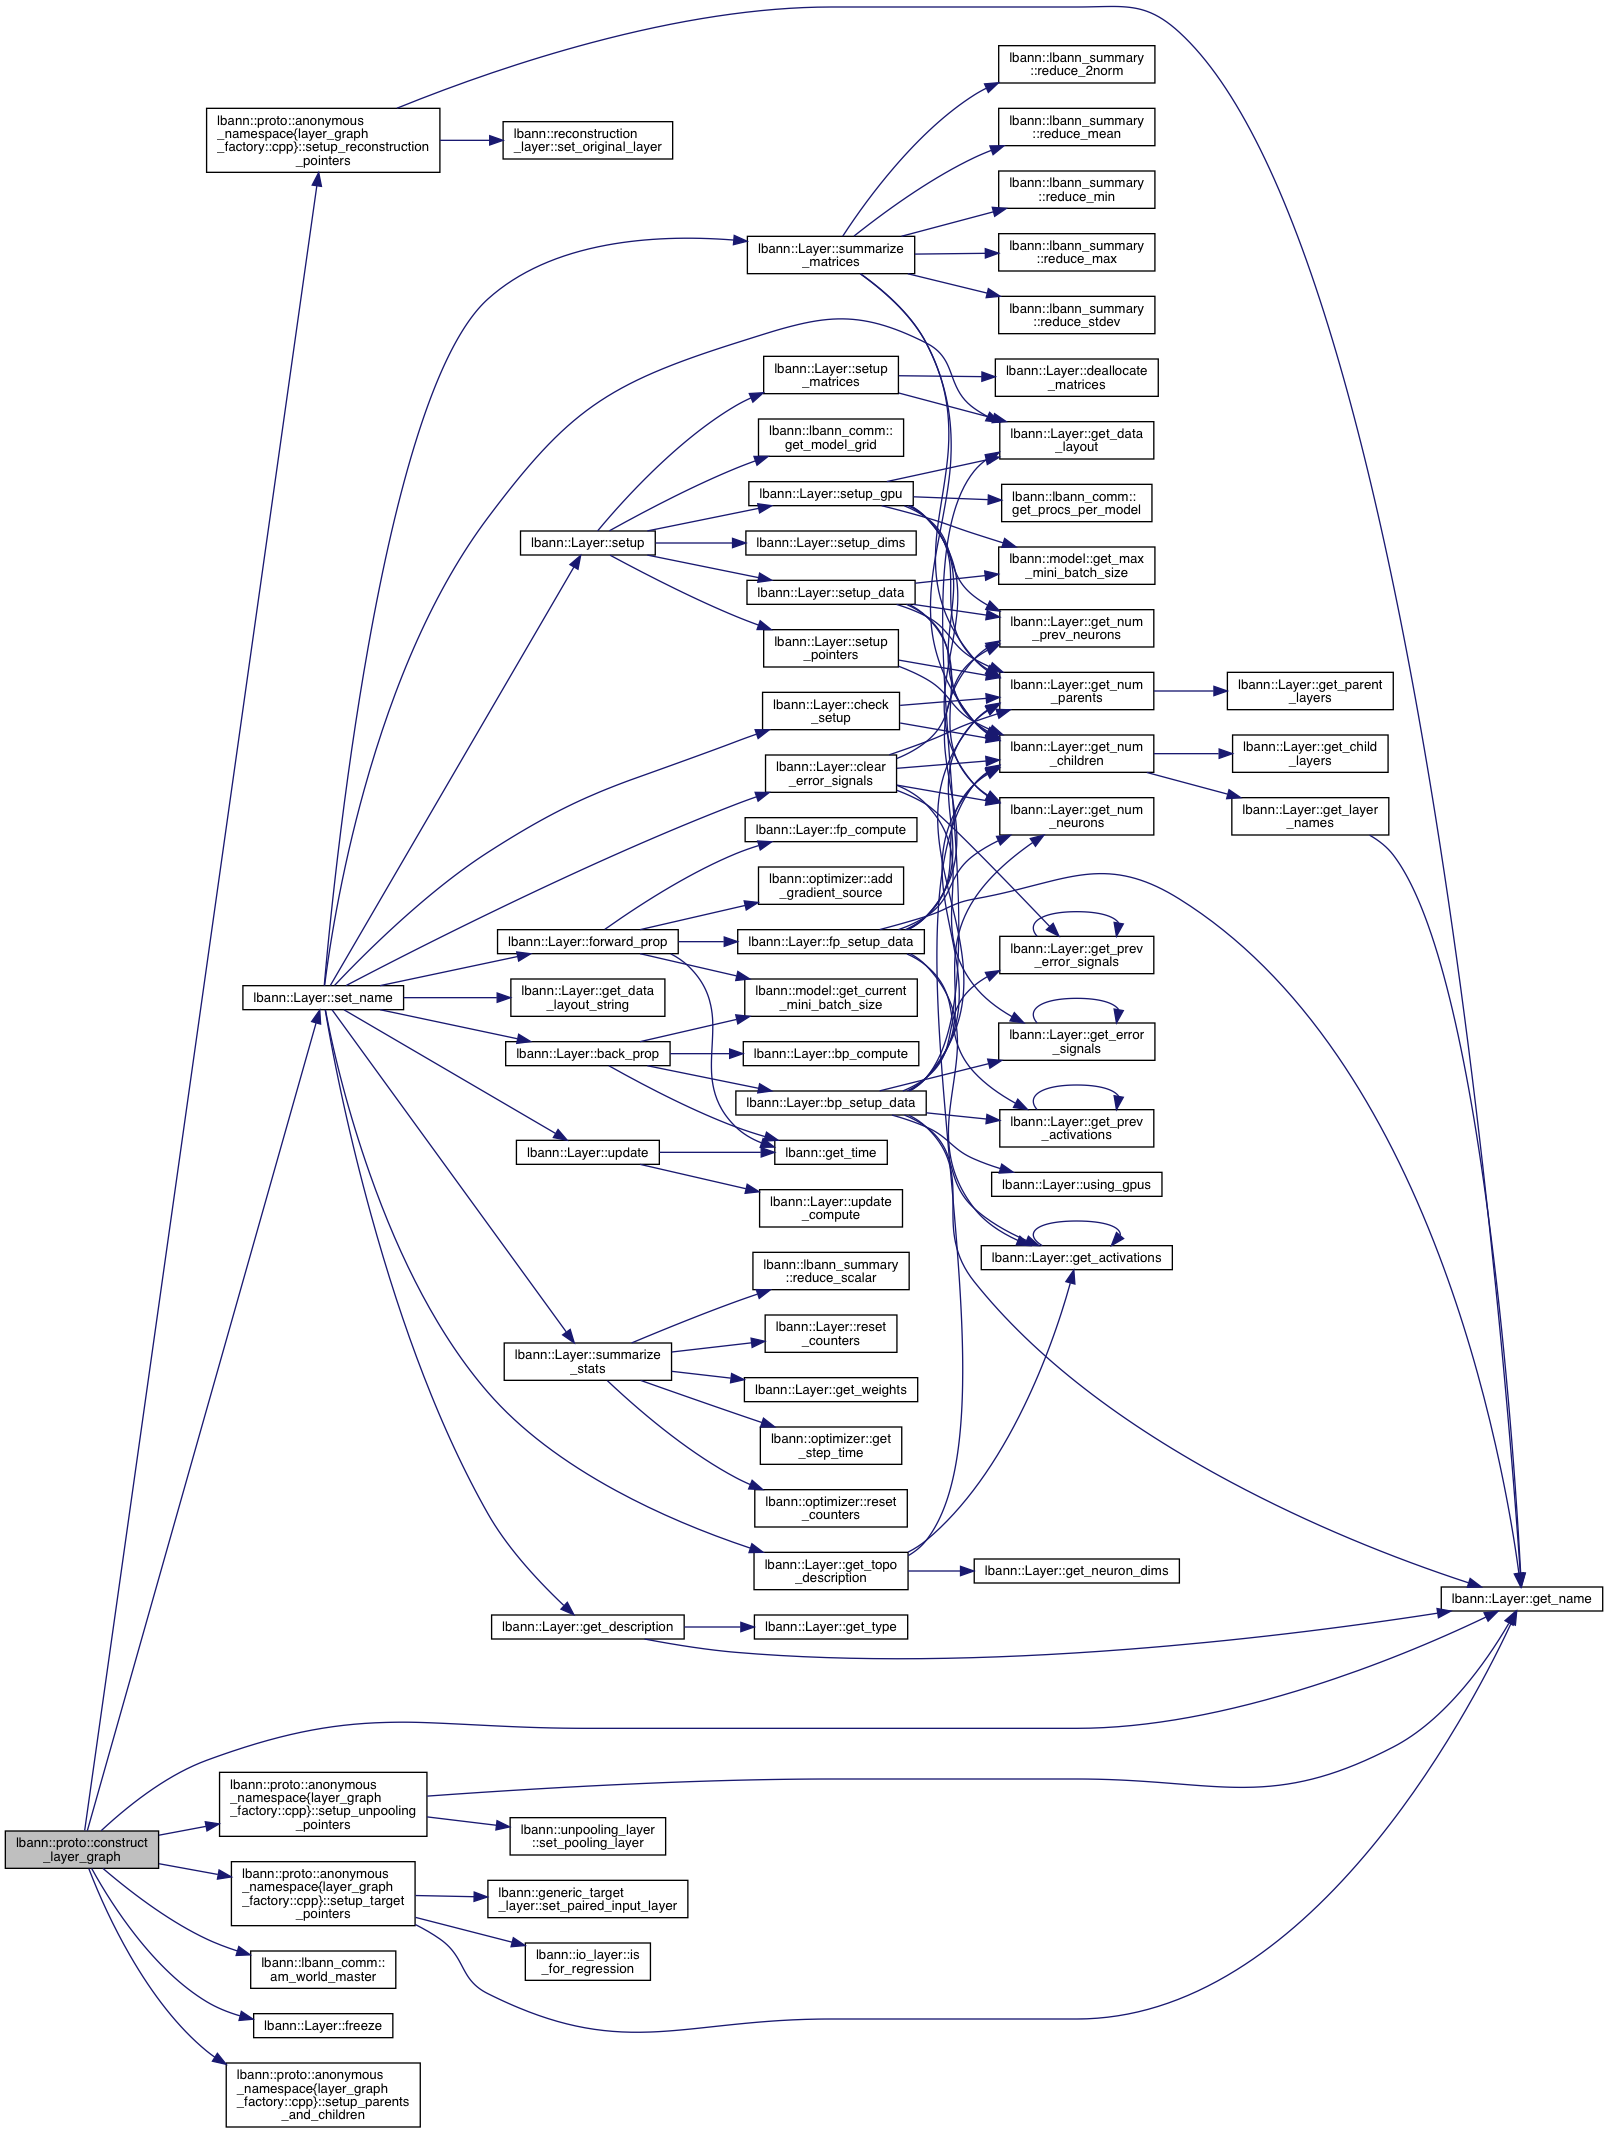 lbann::lbann_summary
::reduce_2norm
lbann::proto::anonymous
_namespace{layer_graph
_factory::cpp}::setup_reconstruction
_pointers
lbann::reconstruction
_layer::set_original_layer
lbann::lbann_summary
::reduce_mean
lbann::lbann_summary
::reduce_min
lbann::Layer::summarize
_matrices
lbann::lbann_summary
::reduce_max
lbann::lbann_summary
::reduce_stdev
lbann::Layer::setup
_matrices
lbann::Layer::deallocate
_matrices
lbann::lbann_comm::
get_model_grid
lbann::Layer::get_data
_layout
lbann::Layer::setup_gpu
lbann::lbann_comm::
get_procs_per_model
lbann::Layer::setup
lbann::Layer::setup_dims
lbann::model::get_max
_mini_batch_size
lbann::Layer::setup_data
lbann::Layer::get_num
_prev_neurons
lbann::Layer::setup
_pointers
lbann::Layer::get_num
_parents
lbann::Layer::get_parent
_layers
lbann::Layer::check
_setup
lbann::Layer::get_num
_children
lbann::Layer::get_child
_layers
lbann::Layer::clear
_error_signals
lbann::Layer::get_num
_neurons
lbann::Layer::get_layer
_names
lbann::Layer::fp_compute
lbann::optimizer::add
_gradient_source
lbann::Layer::forward_prop
lbann::Layer::fp_setup_data
lbann::Layer::get_prev
_error_signals
lbann::Layer::set_name
lbann::Layer::get_data
_layout_string
lbann::model::get_current
_mini_batch_size
lbann::Layer::get_error
_signals
lbann::Layer::back_prop
lbann::Layer::bp_compute
lbann::Layer::bp_setup_data
lbann::Layer::get_prev
_activations
lbann::Layer::update
lbann::get_time
lbann::Layer::using_gpus
lbann::Layer::update
_compute
lbann::Layer::get_activations
lbann::lbann_summary
::reduce_scalar
lbann::Layer::reset
_counters
lbann::Layer::summarize
_stats
lbann::Layer::get_weights
lbann::optimizer::get
_step_time
lbann::optimizer::reset
_counters
lbann::Layer::get_topo
_description
lbann::Layer::get_neuron_dims
lbann::Layer::get_name
lbann::Layer::get_description
lbann::Layer::get_type
lbann::proto::anonymous
_namespace{layer_graph
_factory::cpp}::setup_unpooling
_pointers
lbann::unpooling_layer
::set_pooling_layer
lbann::proto::construct
_layer_graph
lbann::proto::anonymous
_namespace{layer_graph
_factory::cpp}::setup_target
_pointers
lbann::generic_target
_layer::set_paired_input_layer
lbann::io_layer::is
_for_regression
lbann::lbann_comm::
am_world_master
lbann::Layer::freeze
lbann::proto::anonymous
_namespace{layer_graph
_factory::cpp}::setup_parents
_and_children